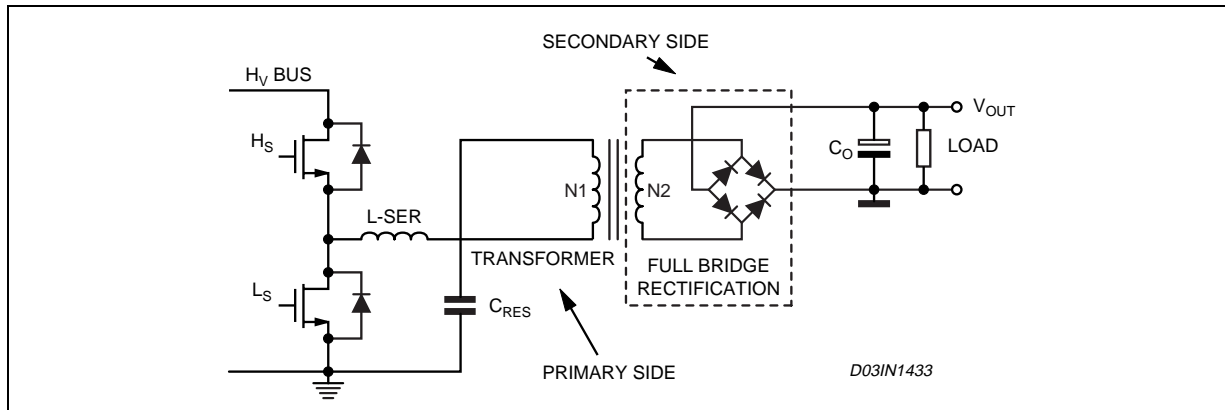 SECONDARY SIDE
H_V BUS
V_OUT
H_S
C_O
LOAD
N1
N2
L-SER
TRANSFORMER
FULL BRIDGE
RECTIFICATION
L_S
C_RES
PRIMARY SIDE
D03IN1433